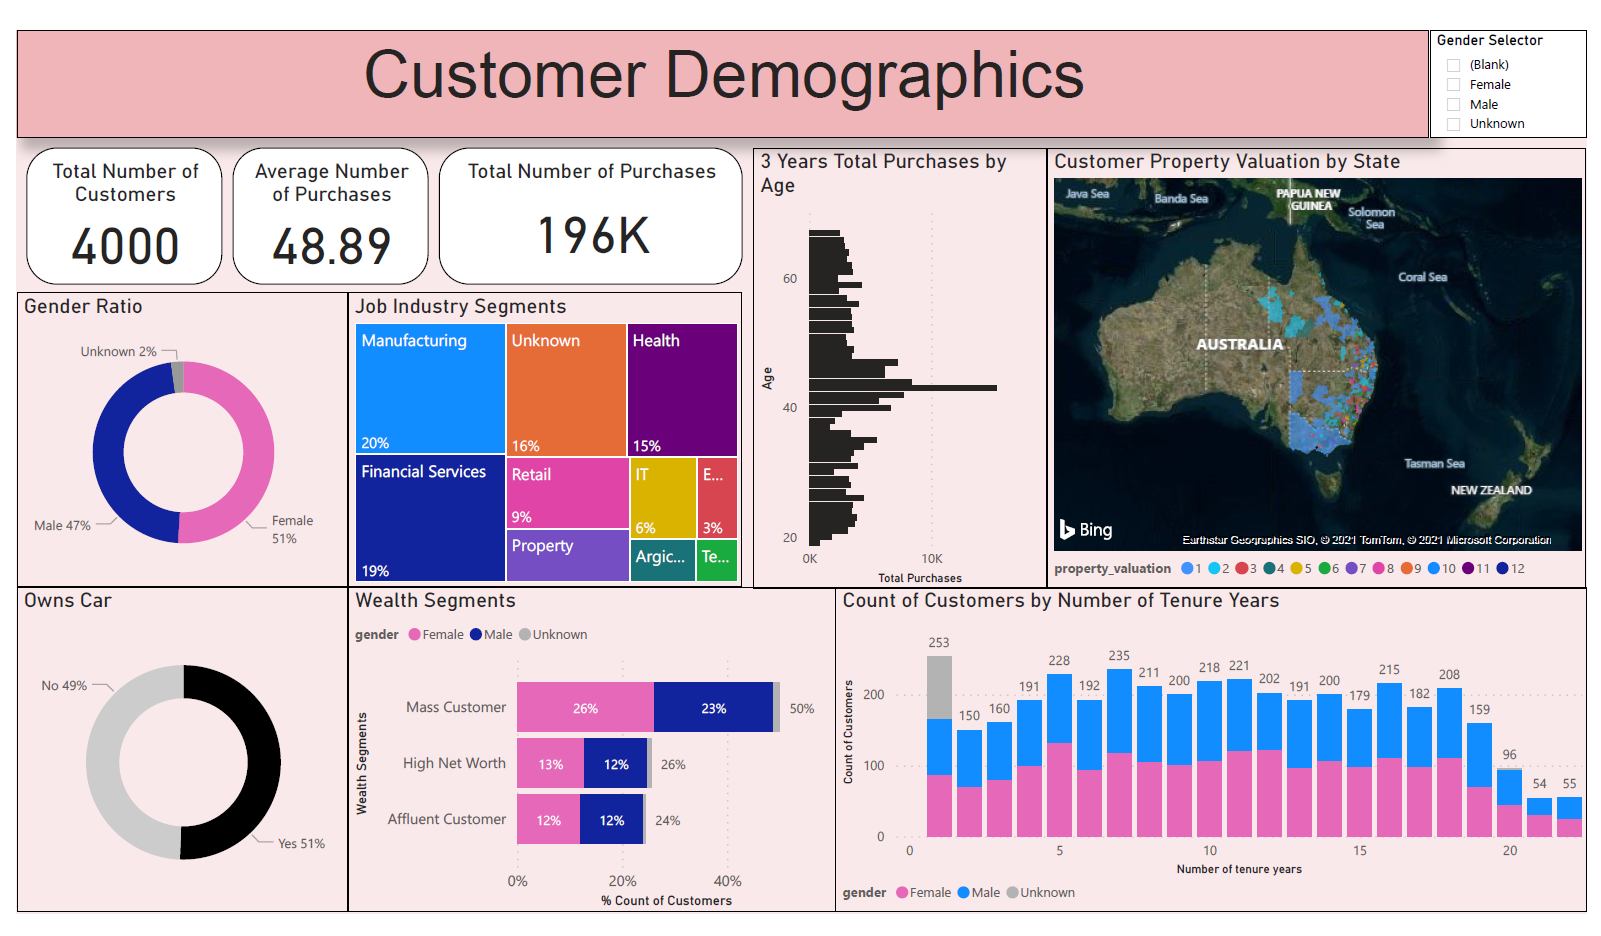 Customer Demographics
Gender Selector
(Blank)
Female
Male
Unknown
Total Number of
Customers
4000
Average Number
of Purchases
48.89
Total Number of Purchases
196K
3 Years Total Purchases by
Age
60
40
20
Age
0K
10K
Total Purchases
Customer Property Valuation by State
Java Sea
Banda Sea
PAPUA NEW
GUINEA
Solomon
Sea
Coral Sea
AUSTRALIA
Tasman Sea
NEW ZEALAND
Bing
Earthstar Geographics SIO, © 2021 TomTom, © 2021 Microsoft Corporation
property_valuation 1 2 3 4 5 6 7 8 9 10 11 12
Gender Ratio
Unknown 2%
Male 47%
Female
51%
Job Industry Segments
Manufacturing
20%
Unknown
16%
Health
15%
Financial Services
19%
Retail
9%
IT
6%
E...
3%
Property
Argic...
Te...
Owns Car
No 49%
Yes 51%
Wealth Segments
gender Female Male Unknown
Wealth Segments
Mass Customer
26%
23%
50%
High Net Worth
13%
12%
26%
Affluent Customer
12%
12%
24%
0%
20%
40%
% Count of Customers
Count of Customers by Number of Tenure Years
Count of Customers
200
100
0
253
150
160
191
228
192
235
211
200
218
221
202
191
200
179
215
182
208
159
96
54
55
0
5
10
15
20
Number of tenure years
gender Female Male Unknown